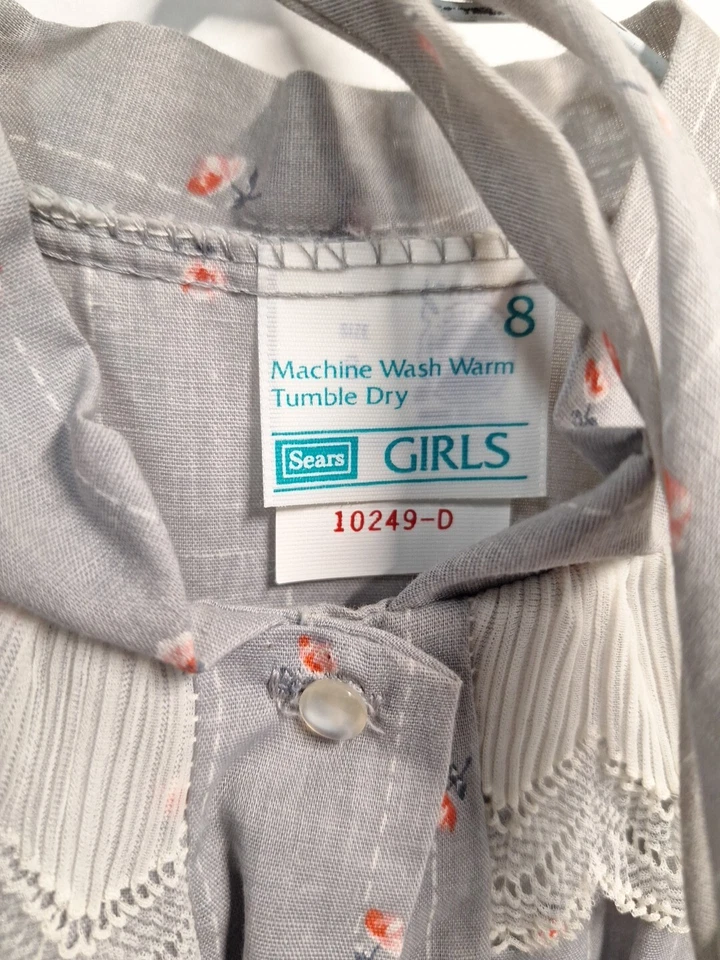 8
Machine Wash Warm
Tumble Dry
Sears GIRLS
10249-D